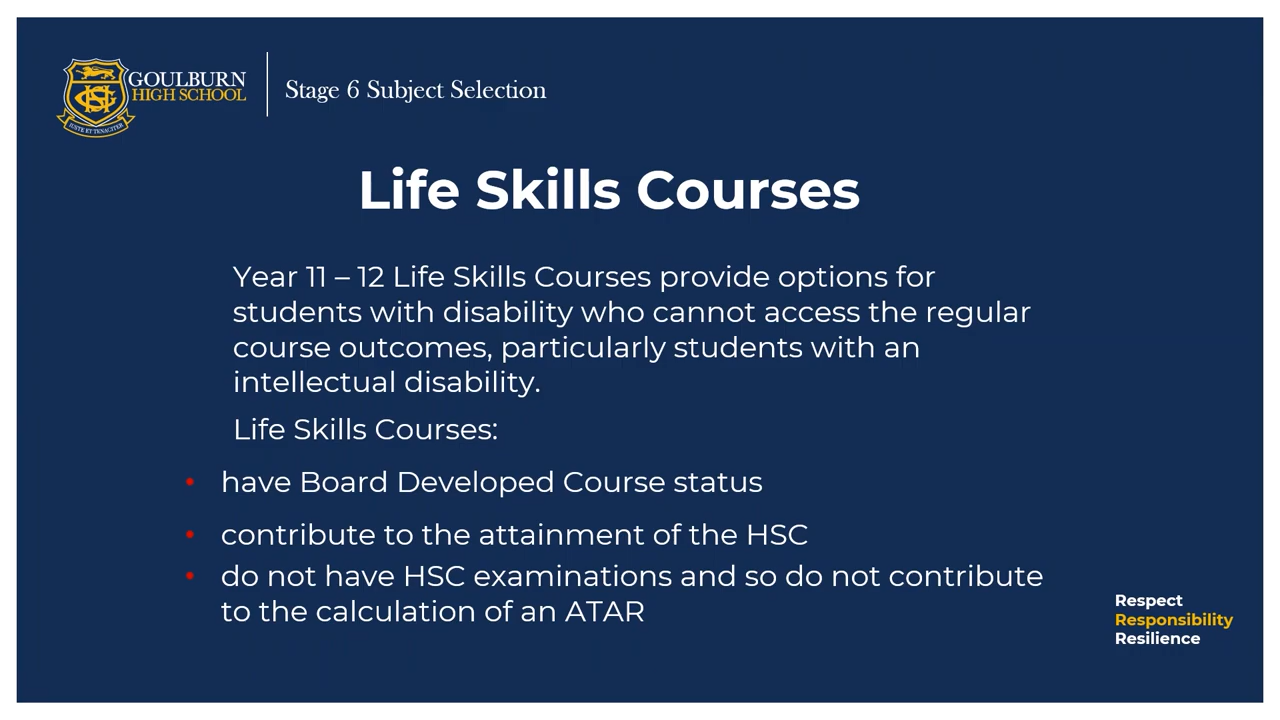 GOULBURN
HIGH SCHOOL
JUSTE ET TENACITER
Stage 6 Subject Selection
Life Skills Courses
Year 11 – 12 Life Skills Courses provide options for
students with disability who cannot access the regular
course outcomes, particularly students with an
intellectual disability.
Life Skills Courses:
• have Board Developed Course status
• contribute to the attainment of the HSC
• do not have HSC examinations and so do not contribute
to the calculation of an ATAR
Respect
Responsibility
Resilience